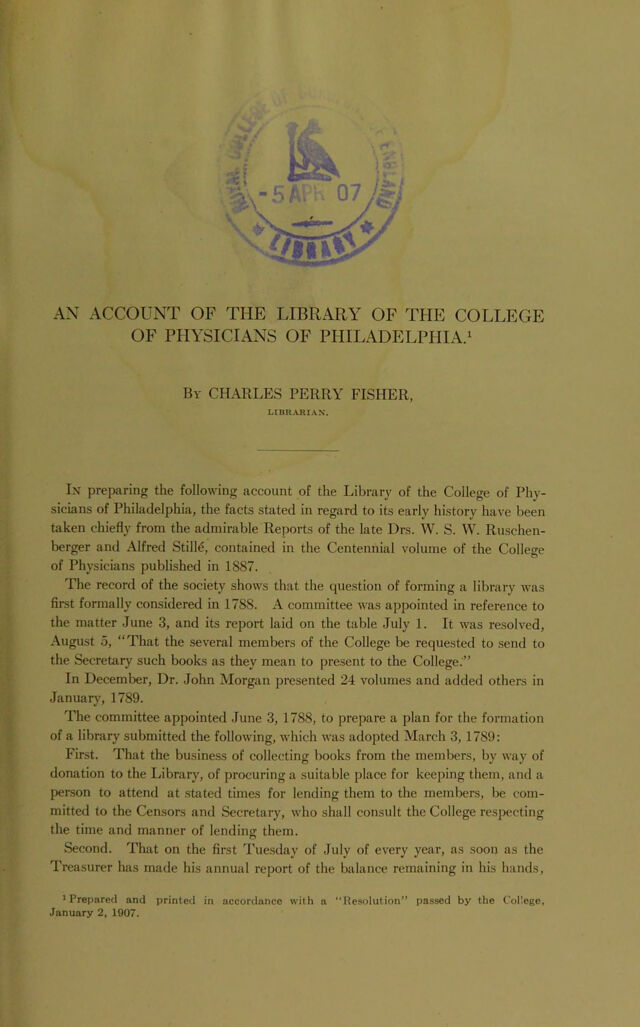 ROYAL COLLEGE OF SURGEONS OF ENGLAND
-5 APR 07
* LIBRARY *
AN ACCOUNT OF THE LIBRARY OF THE COLLEGE
OF PHYSICIANS OF PHILADELPHIA.¹
By CHARLES PERRY FISHER,
LIBRARIAN.
In preparing the following account of the Library of the College of Phy-
sicians of Philadelphia, the facts stated in regard to its early history have been
taken chiefly from the admirable Reports of the late Drs. W. S. W. Ruschen-
berger and Alfred Stillé, contained in the Centennial volume of the College
of Physicians published in 1887.
The record of the society shows that the question of forming a library was
first formally considered in 1788. A committee was appointed in reference to
the matter June 3, and its report laid on the table July 1. It was resolved,
August 5, "That the several members of the College be requested to send to
the Secretary such books as they mean to present to the College."
In December, Dr. John Morgan presented 24 volumes and added others in
January, 1789.
The committee appointed June 3, 1788, to prepare a plan for the formation
of a library submitted the following, which was adopted March 3, 1789:
First. That the business of collecting books from the members, by way of
donation to the Library, of procuring a suitable place for keeping them, and a
person to attend at stated times for lending them to the members, be com-
mitted to the Censors and Secretary, who shall consult the College respecting
the time and manner of lending them.
Second. That on the first Tuesday of July of every year, as soon as the
Treasurer has made his annual report of the balance remaining in his hands,
¹ Prepared and printed in accordance with a "Resolution" passed by the College,
January 2, 1907.